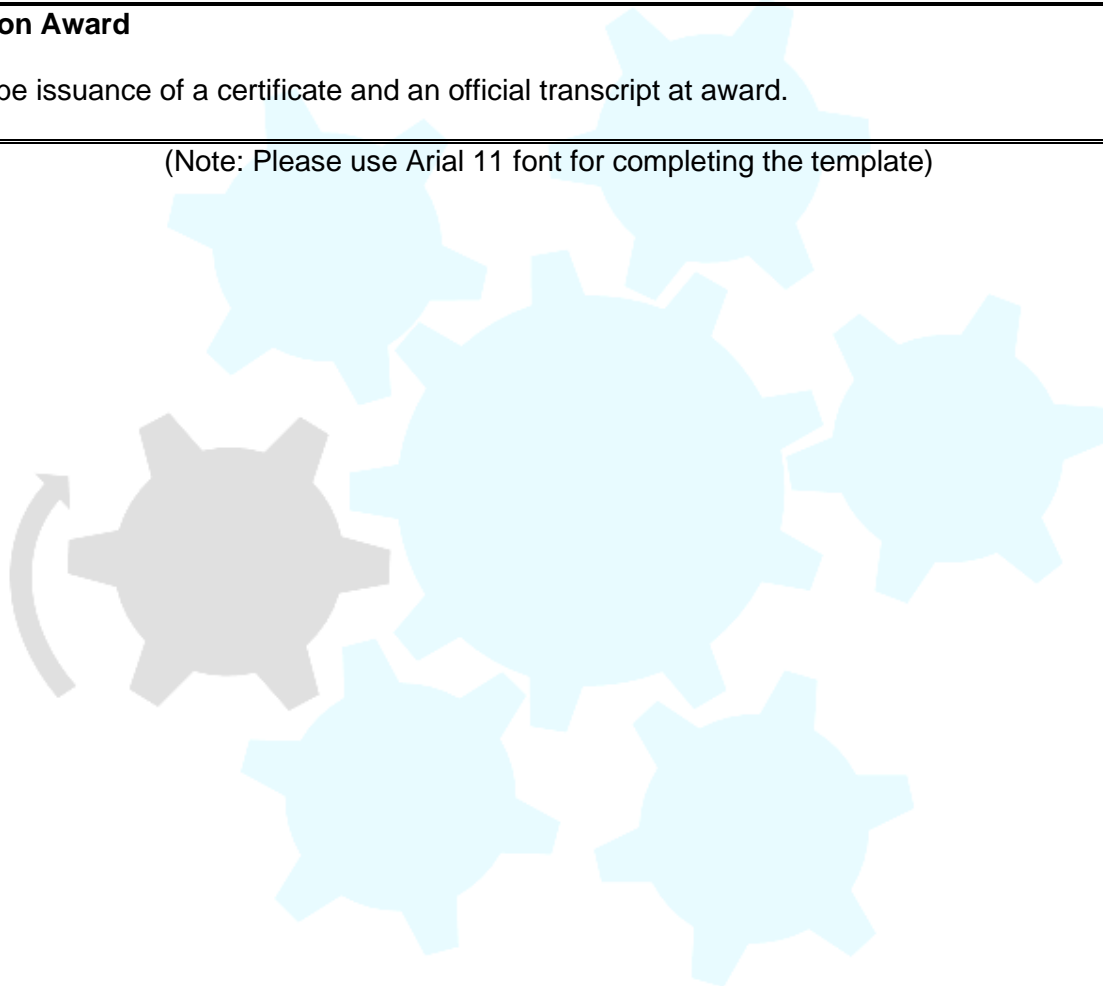 on Award
be issuance of a certificate and an official transcript at award.
(Note: Please use Arial 11 font for completing the template)